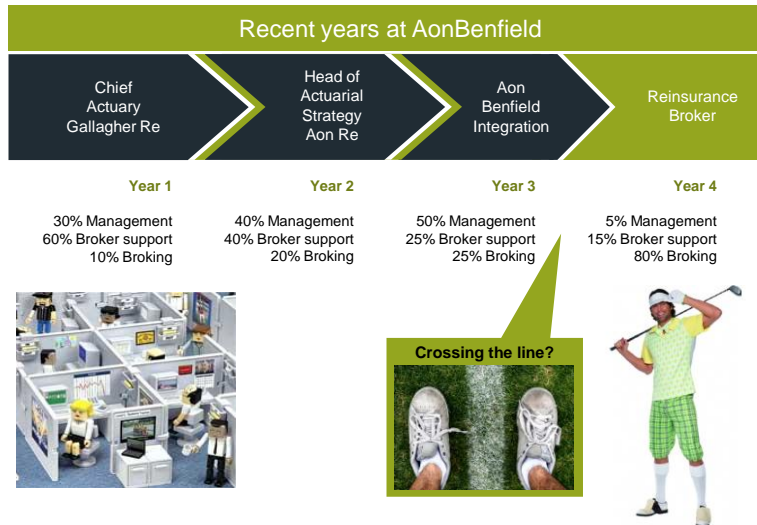 Recent years at AonBenfield
Chief
Actuary
Gallagher Re
Head of
Actuarial
Strategy
Aon Re
Aon
Benfield
Integration
Reinsurance
Broker
Year 1
30% Management
60% Broker support
10% Broking
Year 2
40% Management
40% Broker support
20% Broking
Year 3
50% Management
25% Broker support
25% Broking
Year 4
5% Management
15% Broker support
80% Broking
Crossing the line?